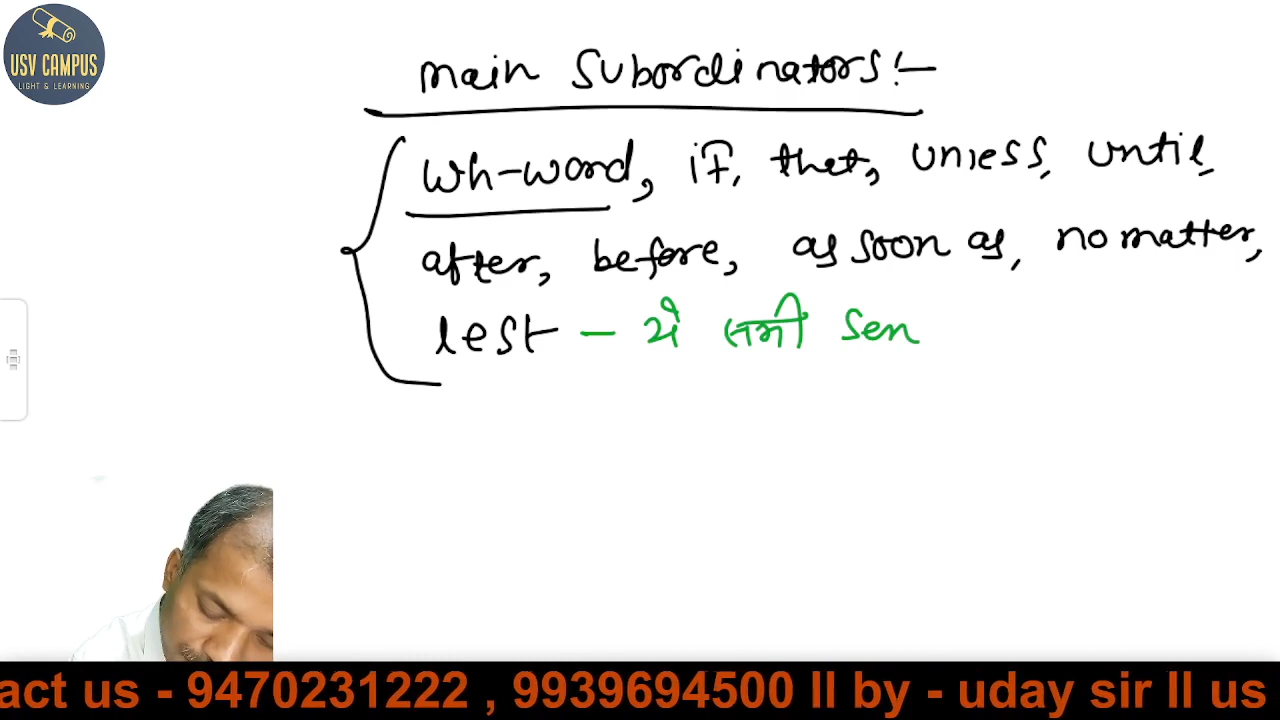 USV CAMPUS
LIGHT & LEARNING
main Subordinators:-
Wh-word, if, that, unless, until,
after, before, as soon as, no matter,
lest - ये सभी Sen
act us - 9470231222 , 9939694500 ll by - uday sir ll us